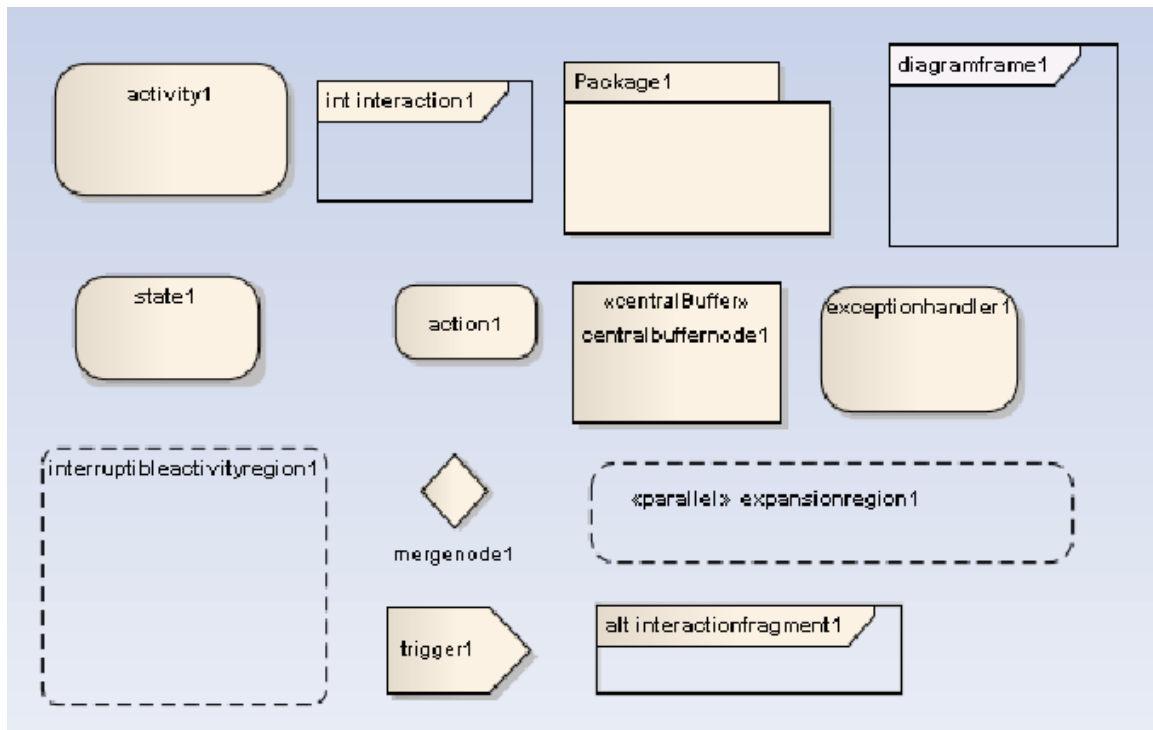 activity1
int interaction1
Package1
diagramframe1
state1
action1
«centralBuffer»
centralbuffernode1
exceptionhandler1
interruptibleactivityregion1
mergenode1
«parallel» expansionregion1
trigger1
alt interactionfragment1